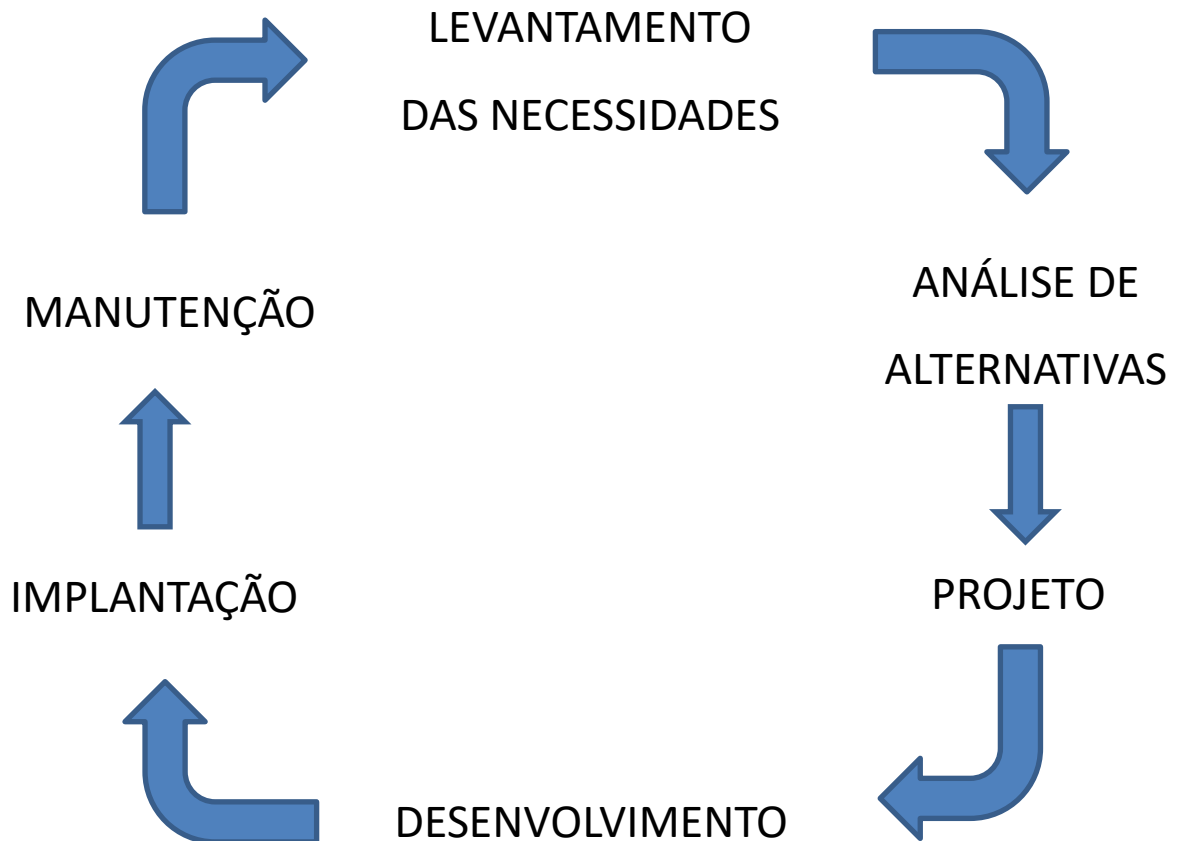 LEVANTAMENTO
DAS NECESSIDADES
ANÁLISE DE
ALTERNATIVAS
PROJETO
DESENVOLVIMENTO
IMPLANTAÇÃO
MANUTENÇÃO